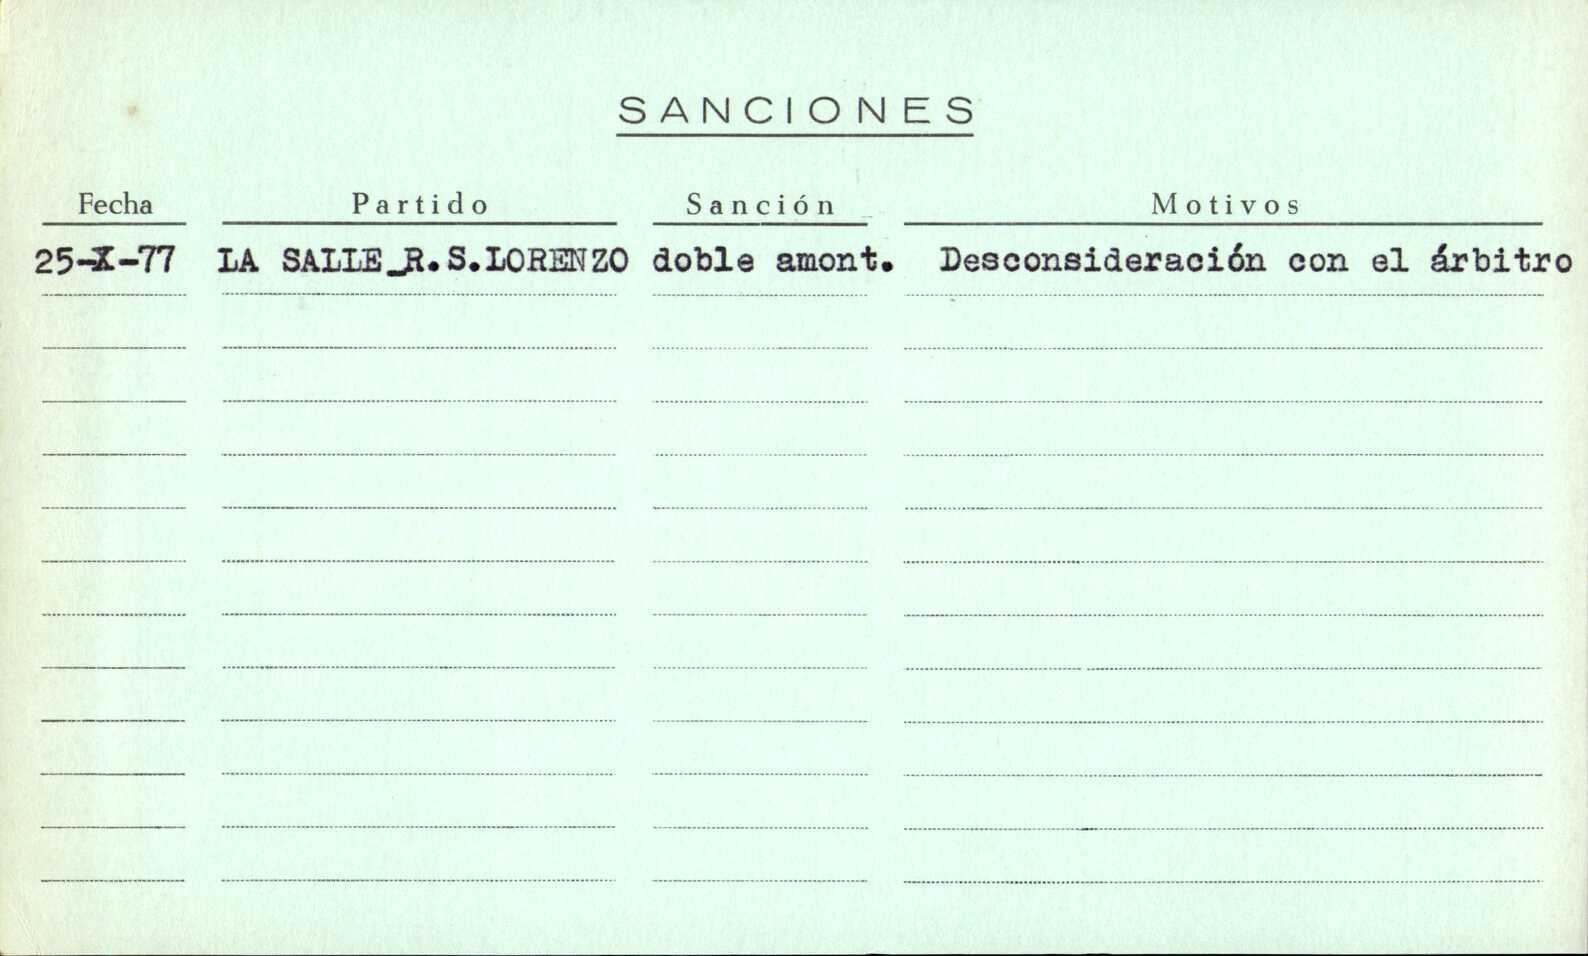 SANCIONES
Fecha Partido Sanción Motivos
25-X-77 LA SALLE_R.S.LORENZO doble amont. Desconsideración con el árbitro